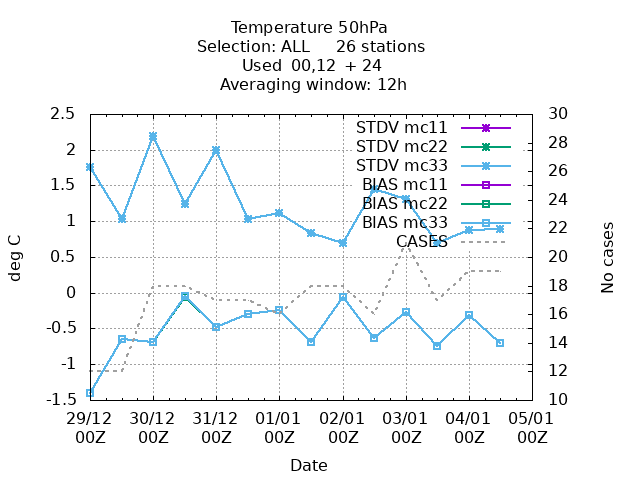 Temperature 50hPa
Selection: ALL 26 stations
Used 00,12 + 24
Averaging window: 12h
2.5
2
1.5
1
0.5
0
-0.5
-1
-1.5
deg C
30
28
26
24
22
20
18
16
14
12
10
No cases
STDV mc11
STDV mc22
STDV mc33
BIAS mc11
BIAS mc22
BIAS mc33
CASES
29/12 30/12 31/12 01/01 02/01 03/01 04/01 05/01
00Z 00Z 00Z 00Z 00Z 00Z 00Z 00Z
Date